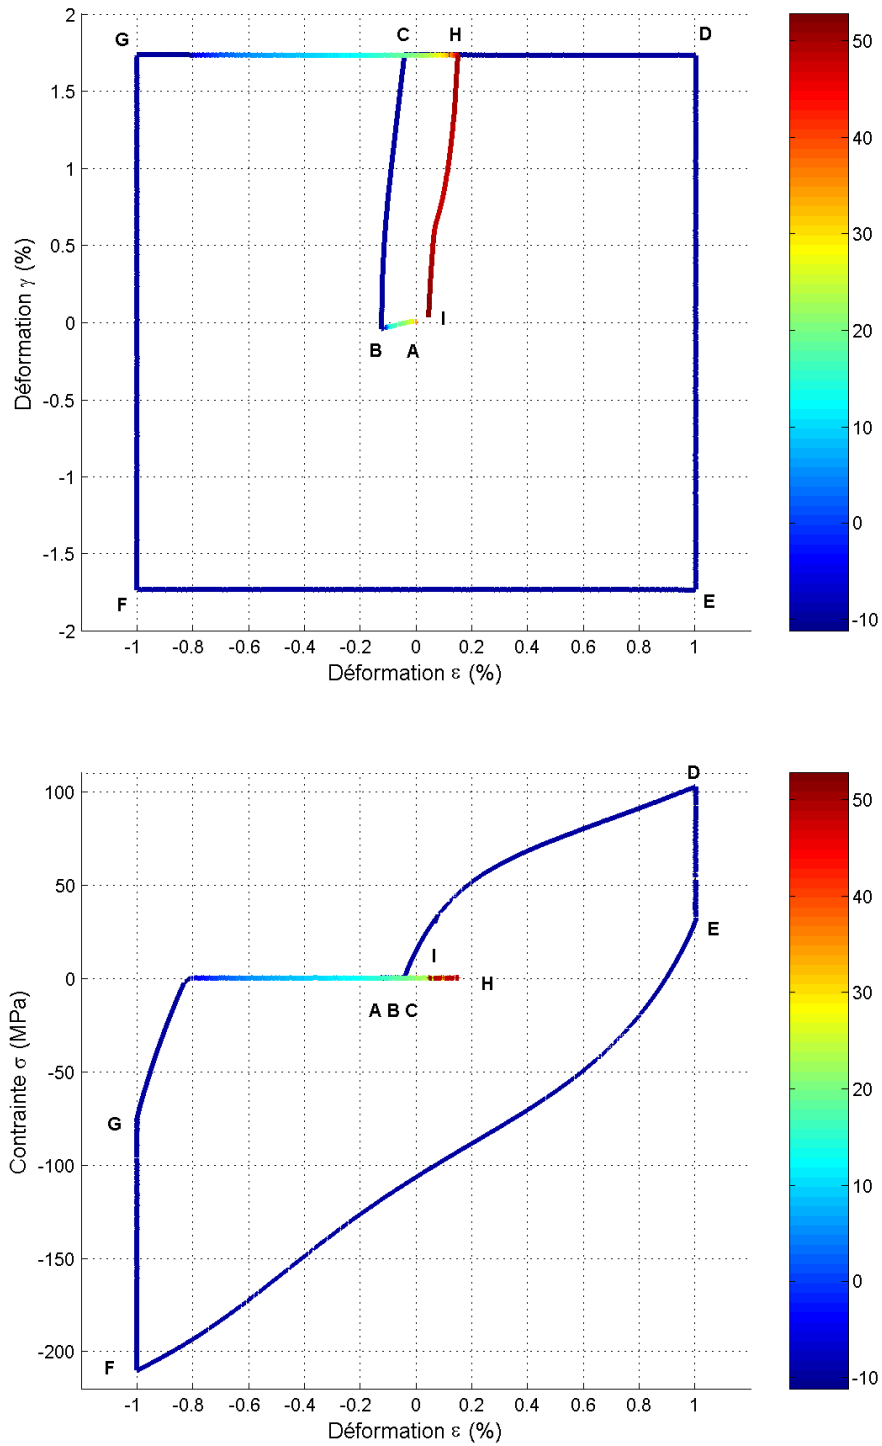 G C H D
2
1.5
1
0.5
0
-0.5
-1
-1.5
-2
Déformation γ (%)
I
B A
F E
-1 -0.8 -0.6 -0.4 -0.2 0 0.2 0.4 0.6 0.8 1
Déformation ε (%)
50
40
30
20
10
0
-10
D
100
50
0
-50
-100
-150
-200
Contrainte σ (MPa)
E
I
H
A B C
G
F
-1 -0.8 -0.6 -0.4 -0.2 0 0.2 0.4 0.6 0.8 1
Déformation ε (%)
50
40
30
20
10
0
-10